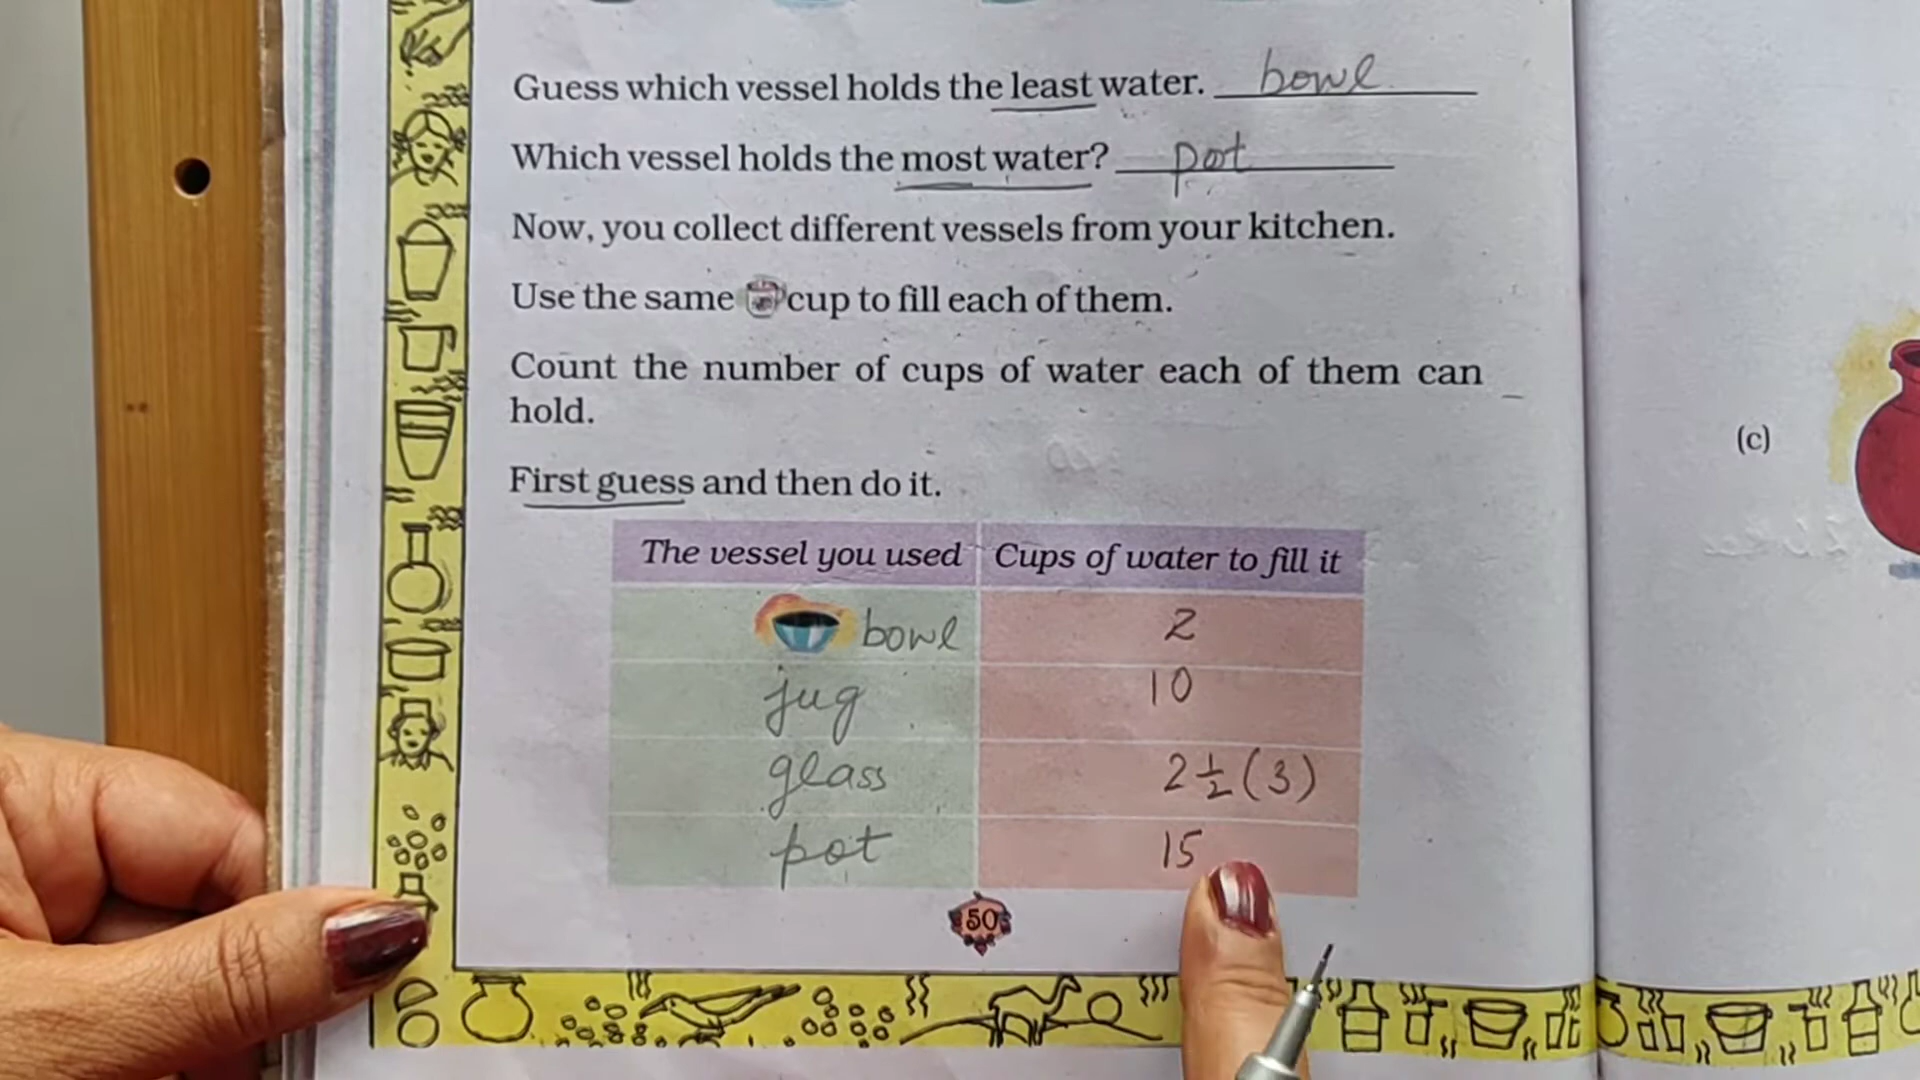 Guess which vessel holds the least water. bowl
Which vessel holds the most water? pot
Now, you collect different vessels from your kitchen.
Use the same cup to fill each of them.
Count the number of cups of water each of them can
hold.
First guess and then do it.
The vessel you used Cups of water to fill it
bowl 2
jug 10
glass 2 1/2 (3)
pot 15
50
(c)